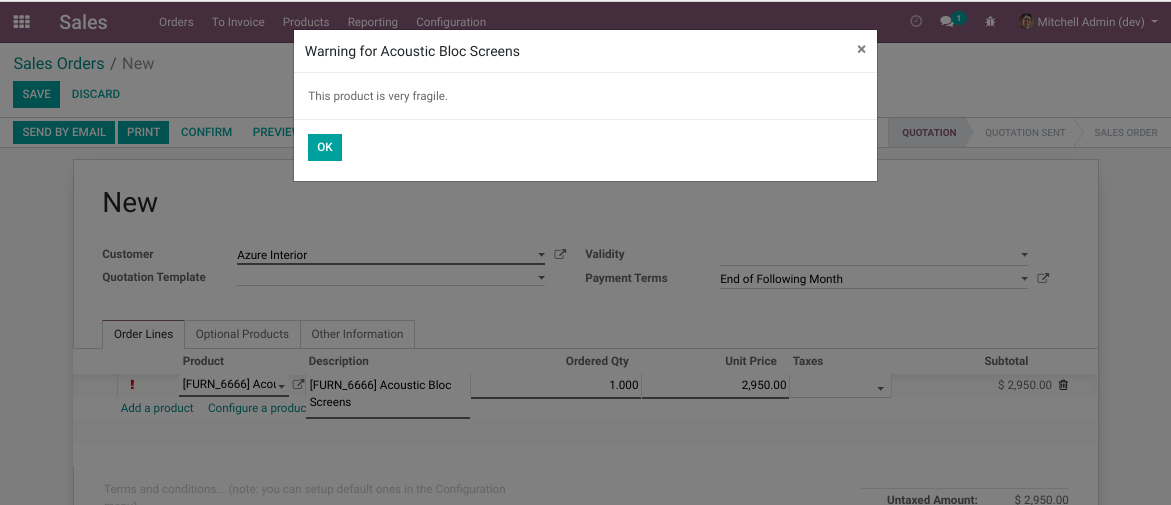 Sales Orders To Invoice Products Reporting Configuration 1 Mitchell Admin (dev)
Warning for Acoustic Bloc Screens ×
Sales Orders / New
SAVE DISCARD
This product is very fragile.
SEND BY EMAIL PRINT CONFIRM PREVIE QUOTATION QUOTATION SENT SALES ORDER
OK
New
Customer Azure Interior Validity
Quotation Template Payment Terms End of Following Month
Order Lines Optional Products Other Information
Product Description Ordered Qty Unit Price Taxes Subtotal
! [FURN_6666] Acou [FURN_6666] Acoustic Bloc 1.000 2,950.00 $ 2,950.00
Screens
Add a product Configure a produc
Terms and conditions... (note: you can setup default ones in the Configuration
Untaxed Amount: $ 2,950.00